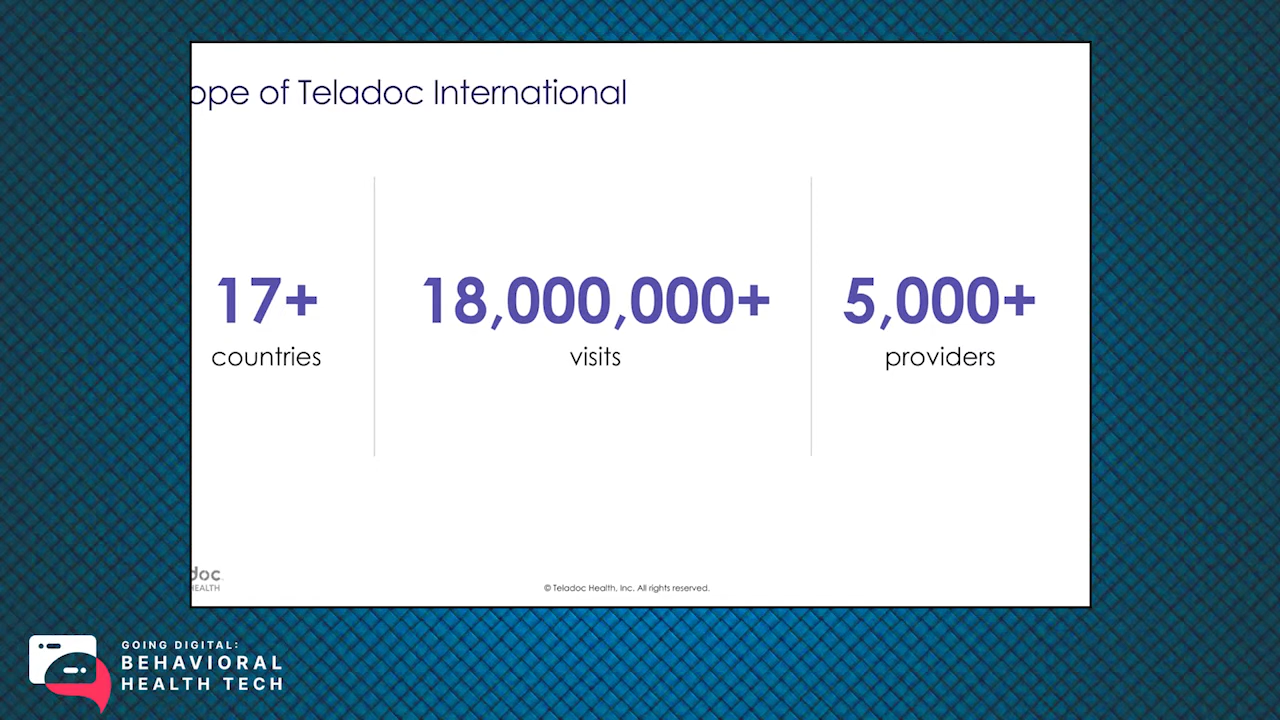 ope of Teladoc International
17+
countries
18,000,000+
visits
5,000+
providers
doc
HEALTH
© Teladoc Health, Inc. All rights reserved.
GOING DIGITAL:
BEHAVIORAL
HEALTH TECH